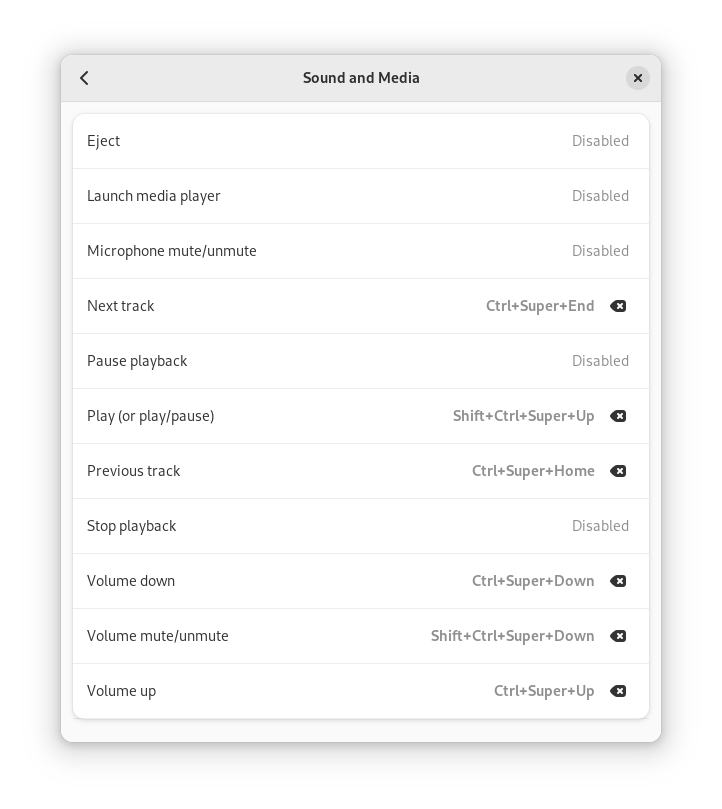 Sound and Media
Eject Disabled
Launch media player Disabled
Microphone mute/unmute Disabled
Next track Ctrl+Super+End
Pause playback Disabled
Play (or play/pause) Shift+Ctrl+Super+Up
Previous track Ctrl+Super+Home
Stop playback Disabled
Volume down Ctrl+Super+Down
Volume mute/unmute Shift+Ctrl+Super+Down
Volume up Ctrl+Super+Up